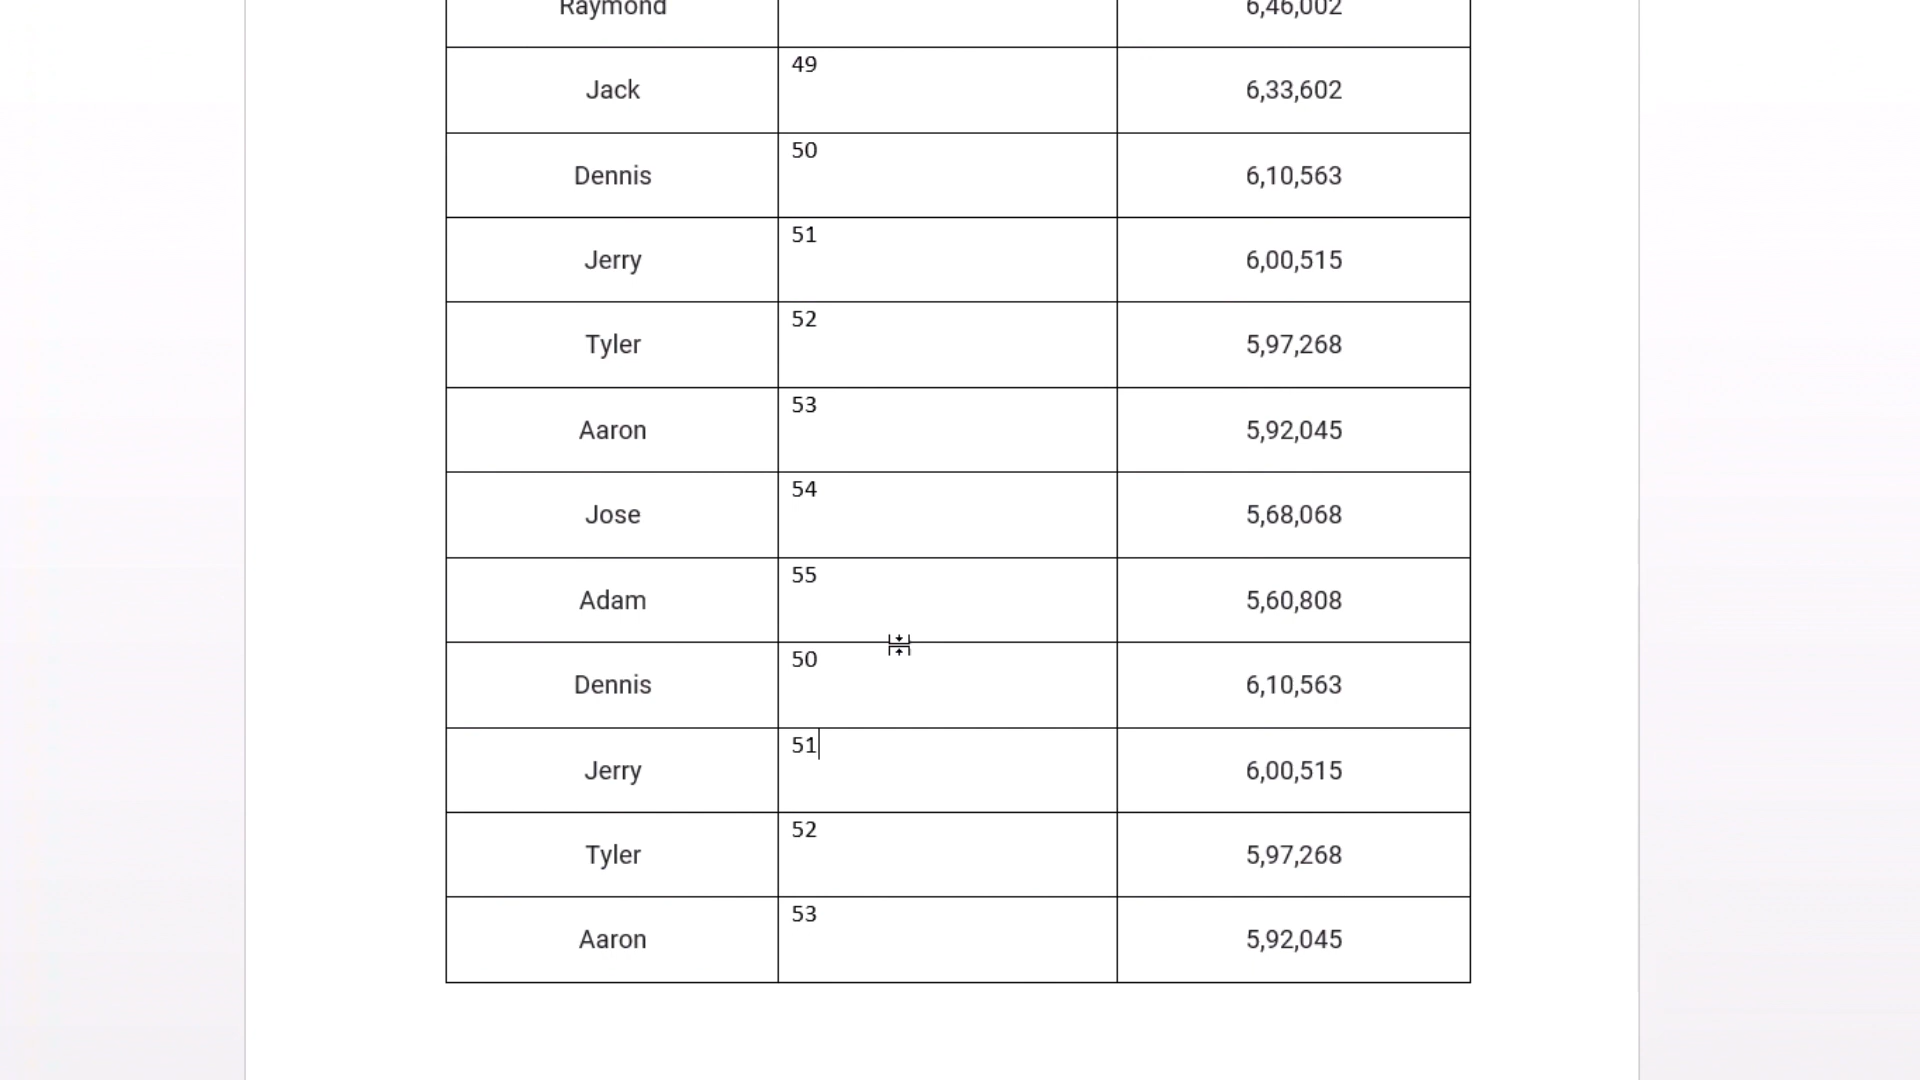 Raymond 6,46,002
49
Jack 6,33,602
50
Dennis 6,10,563
51
Jerry 6,00,515
52
Tyler 5,97,268
53
Aaron 5,92,045
54
Jose 5,68,068
55
Adam 5,60,808
50
Dennis 6,10,563
51
Jerry 6,00,515
52
Tyler 5,97,268
53
Aaron 5,92,045